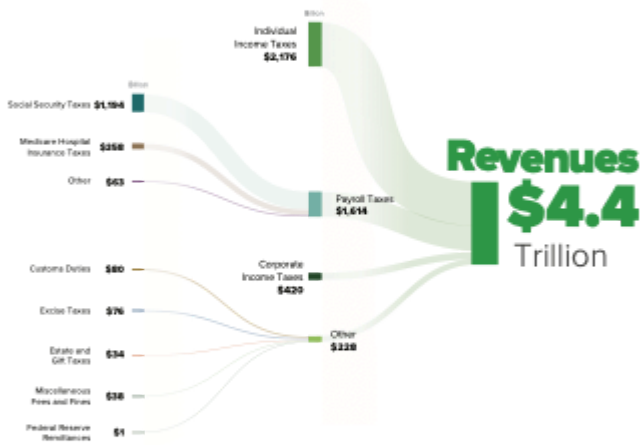 Billion
Individual
Income Taxes
$2,176
Billion
Social Security Taxes $1,194
Medicare Hospital
Insurance Taxes
$258
Other $63
Payroll Taxes
$1,614
Revenues
$4.4
Trillion
Customs Duties $80
Corporate
Income Taxes
$420
Excise Taxes $76
Other
$228
Estate and
Gift Taxes
$34
Miscellaneous
Fees and Fines
$38
Federal Reserve
Remittances
$1